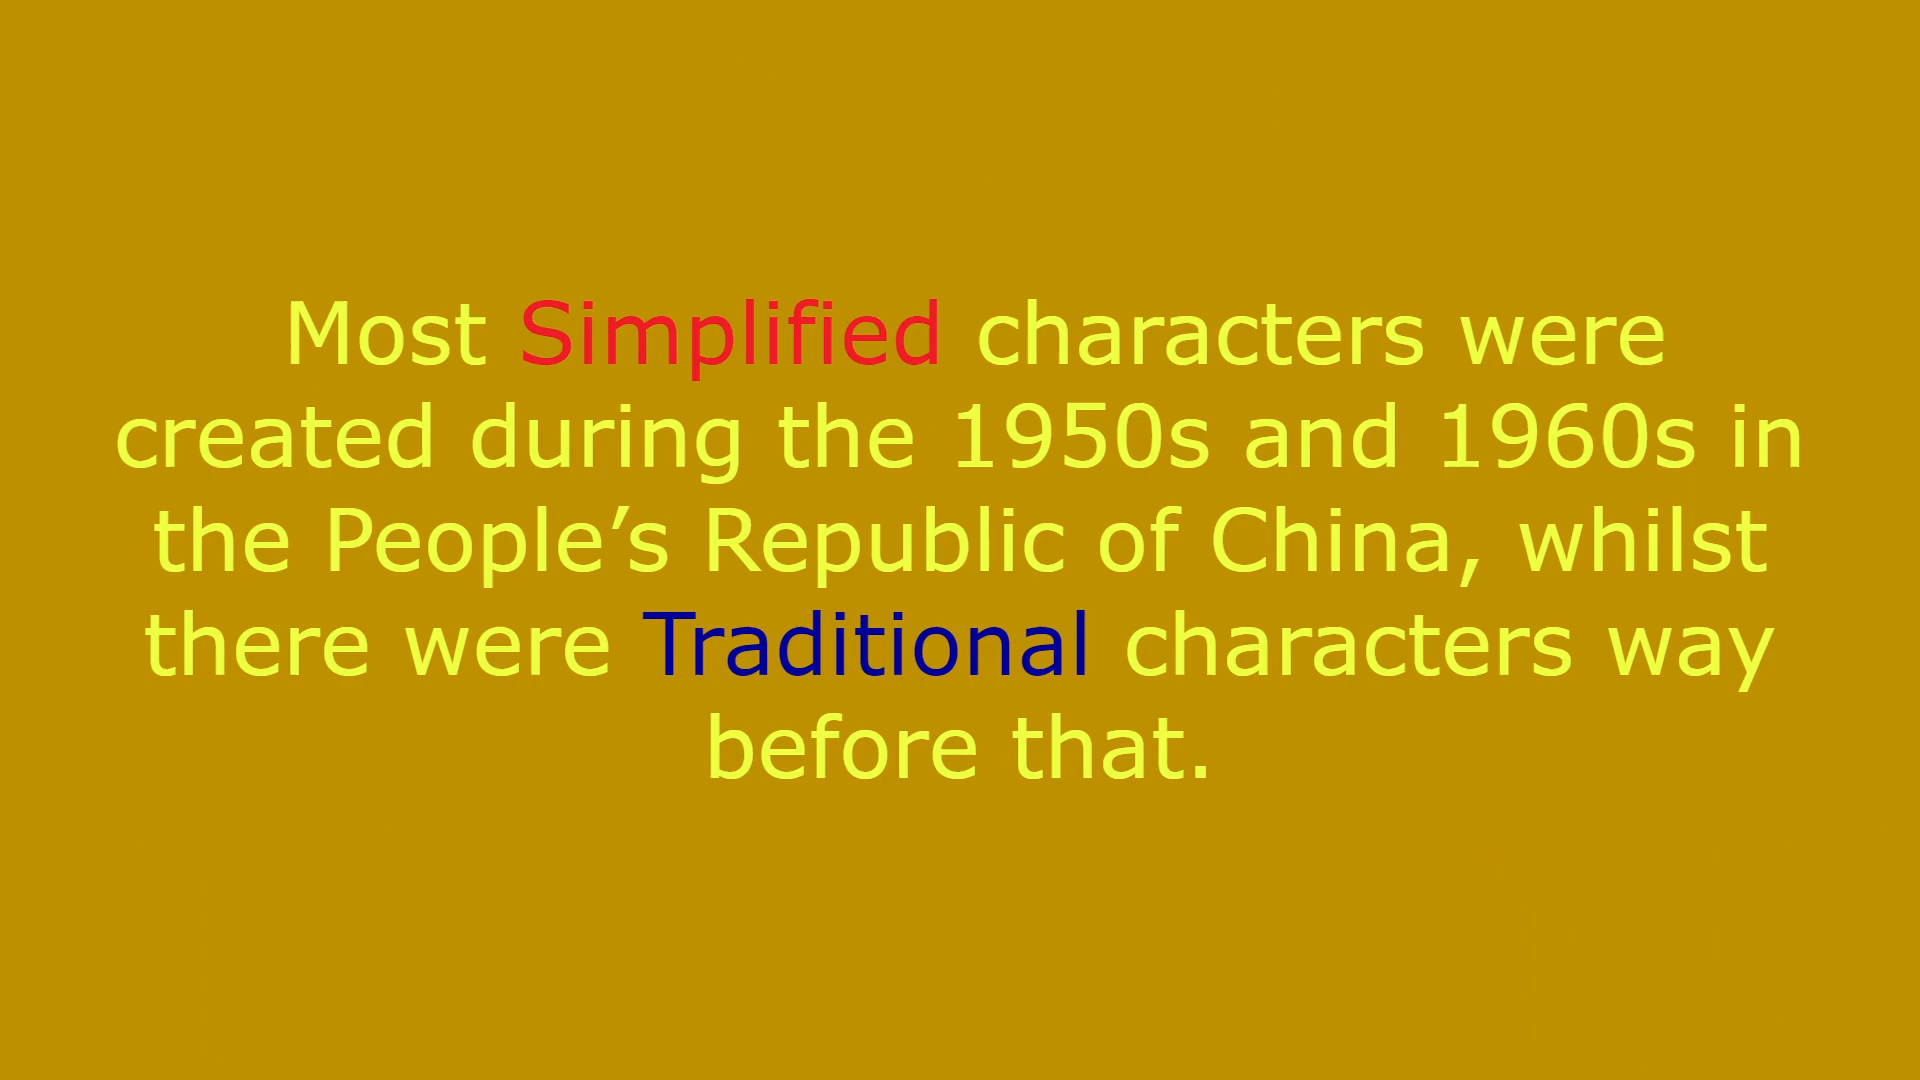 Most Simplified characters were
created during the 1950s and 1960s in
the People’s Republic of China, whilst
there were Traditional characters way
before that.